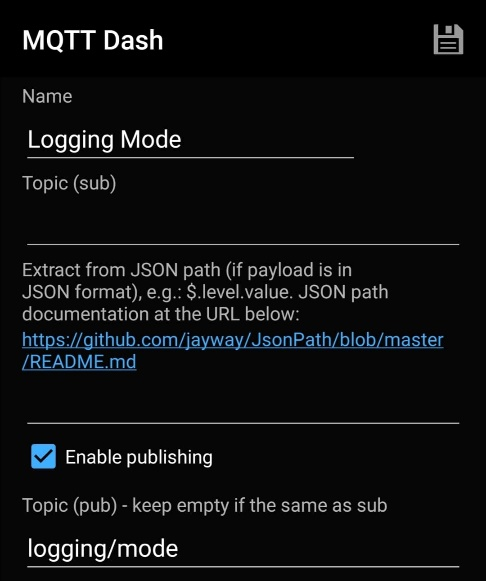 MQTT Dash
Name
Logging Mode
Topic (sub)
Extract from JSON path (if payload is in
JSON format), e.g.: $.level.value. JSON path
documentation at the URL below:
https://github.com/jayway/JsonPath/blob/master
/README.md
Enable publishing
Topic (pub) - keep empty if the same as sub
logging/mode